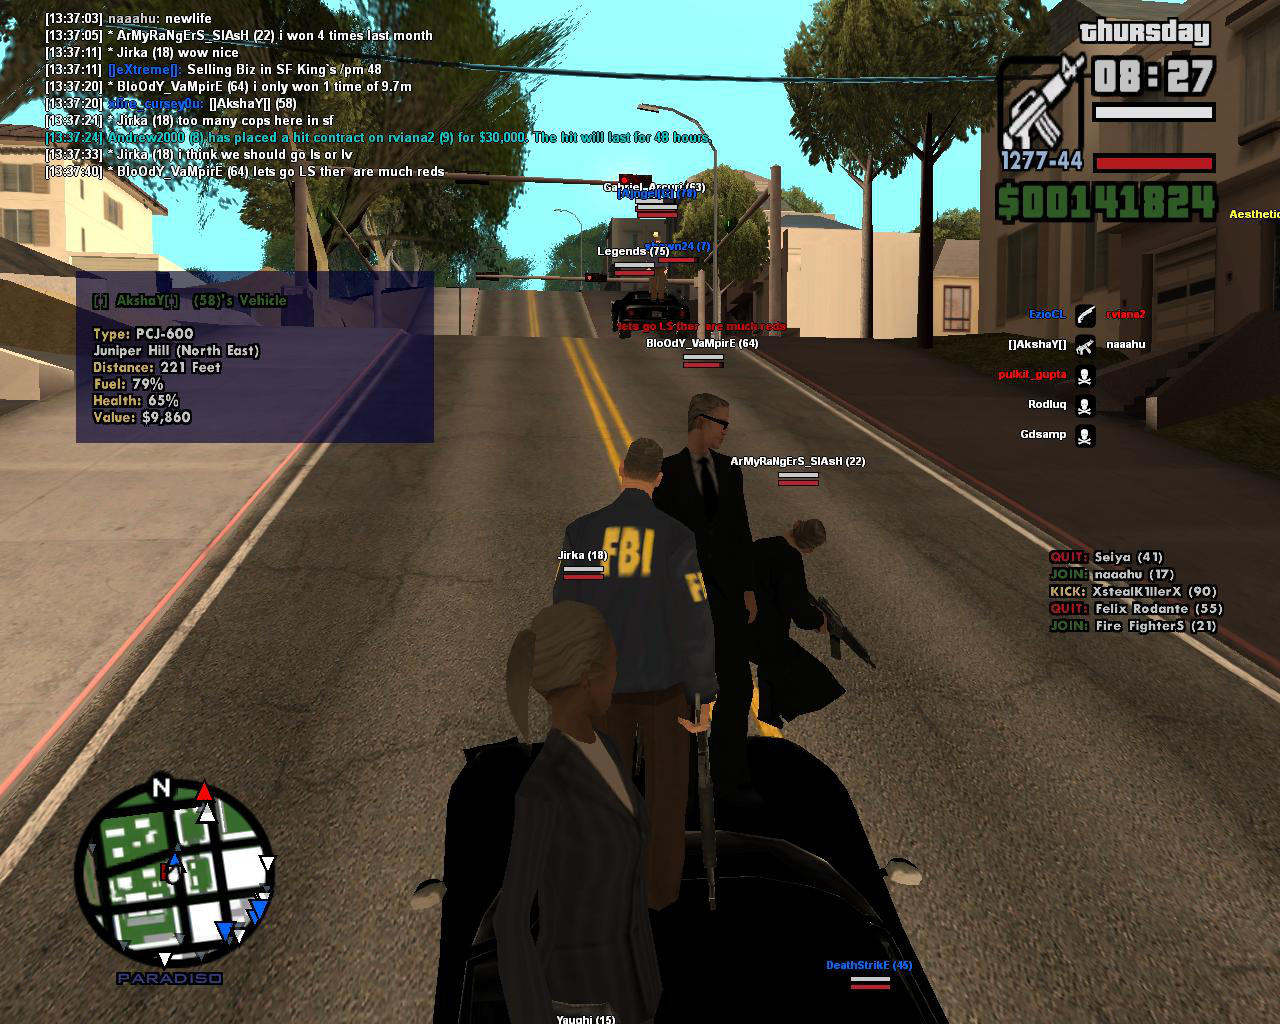 [13:37:03] naaahu: newlife
[13:37:05] * ArMyRaNgErS_SlAsH (22) i won 4 times last month
[13:37:11] * Jirka (18) wow nice
[13:37:11] []eXtreme[]: Selling Biz in SF King`s /pm 48
[13:37:20] * BloOdY_VaMpirE (64) i only won 1 time of 9.7m
[13:37:20] xfire_cursey0u: []AkshaY[] (58)
[13:37:21] * Jirka (18) too many cops here in sf
[13:37:24] Andrew2000 (8) has placed a hit contract on rviana2 (9) for $30,000. The hit will last for 48 hours.
[13:37:33] * Jirka (18) i think we should go ls or lv
[13:37:40] * BloOdY_VaMpirE (64) lets go LS ther are much reds
thursday
08:27
1277-44
$00141824
Aesthetic
Legends (75)
lets go LS ther are much reds
BloOdY_VaMpirE (64)
[ ] AkshaY[ ] (58)'s Vehicle
Type: PCJ-600
Juniper Hill (North East)
Distance: 221 Feet
Fuel: 79%
Health: 65%
Value: $9,860
EzioCL rviana2
[]AkshaY[] naaahu
pulkit_gupta
Rodluq
Gdsamp
ArMyRaNgErS_SlAsH (22)
FBI
Jirka (18)
QUIT: Seiya (41)
JOIN: naaahu (17)
KICK: XstealK1llerX (90)
QUIT: Felix_Rodante (55)
JOIN: Fire_FighterS (21)
N
PARADISO
DeathStrikE (45)
Yaughi (15)